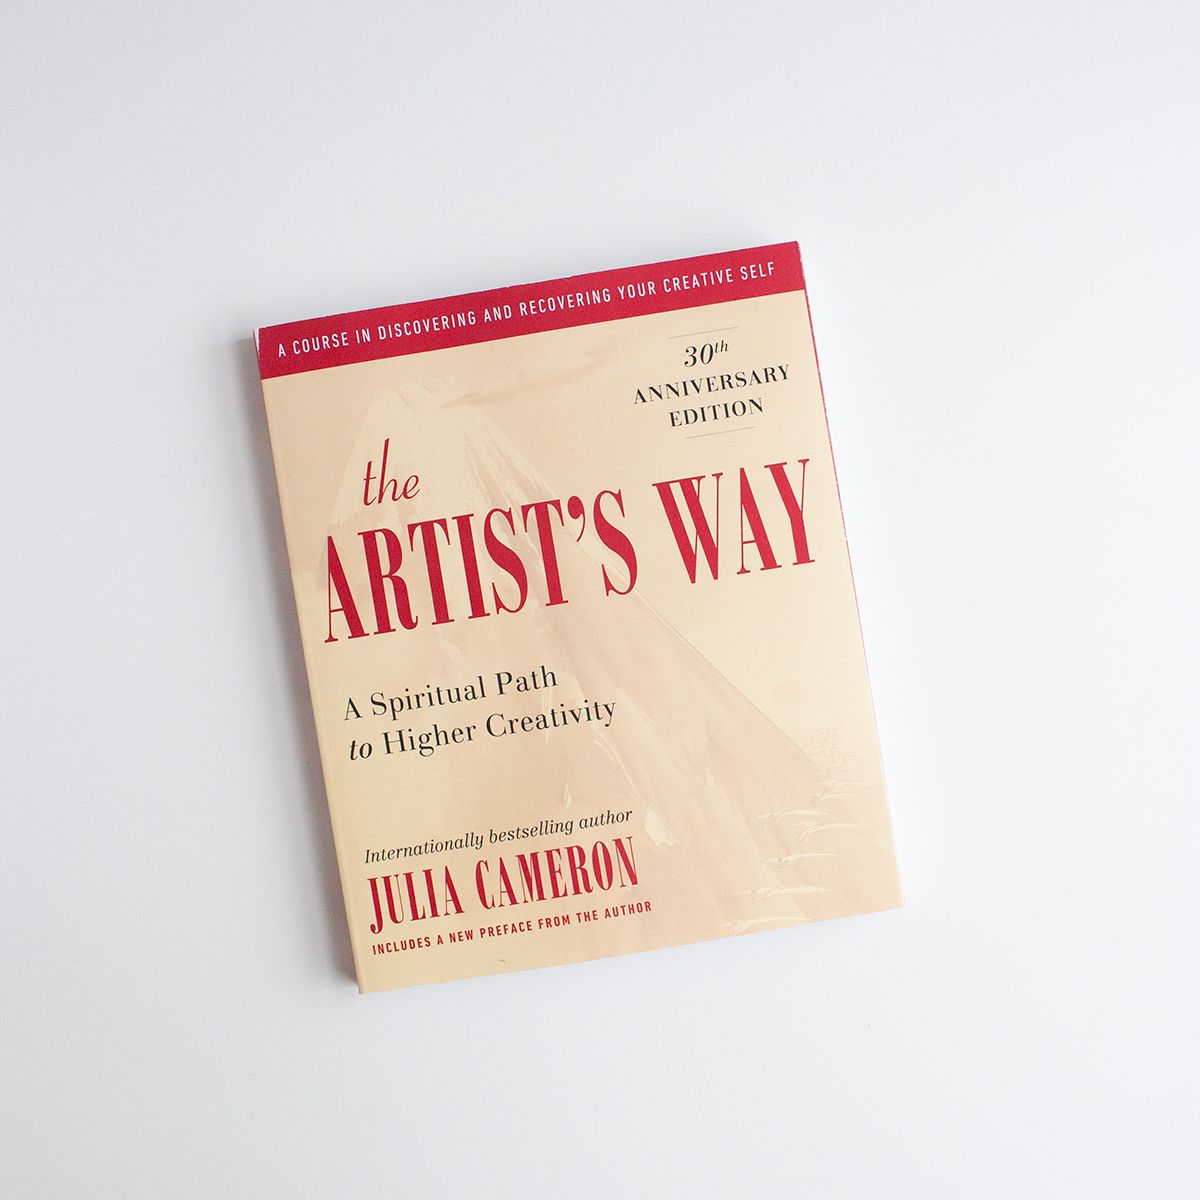 A COURSE IN DISCOVERING AND RECOVERING YOUR CREATIVE SELF
30th
ANNIVERSARY
EDITION
the
ARTIST'S WAY
A Spiritual Path
to Higher Creativity
Internationally bestselling author
JULIA CAMERON
INCLUDES A NEW PREFACE FROM THE AUTHOR